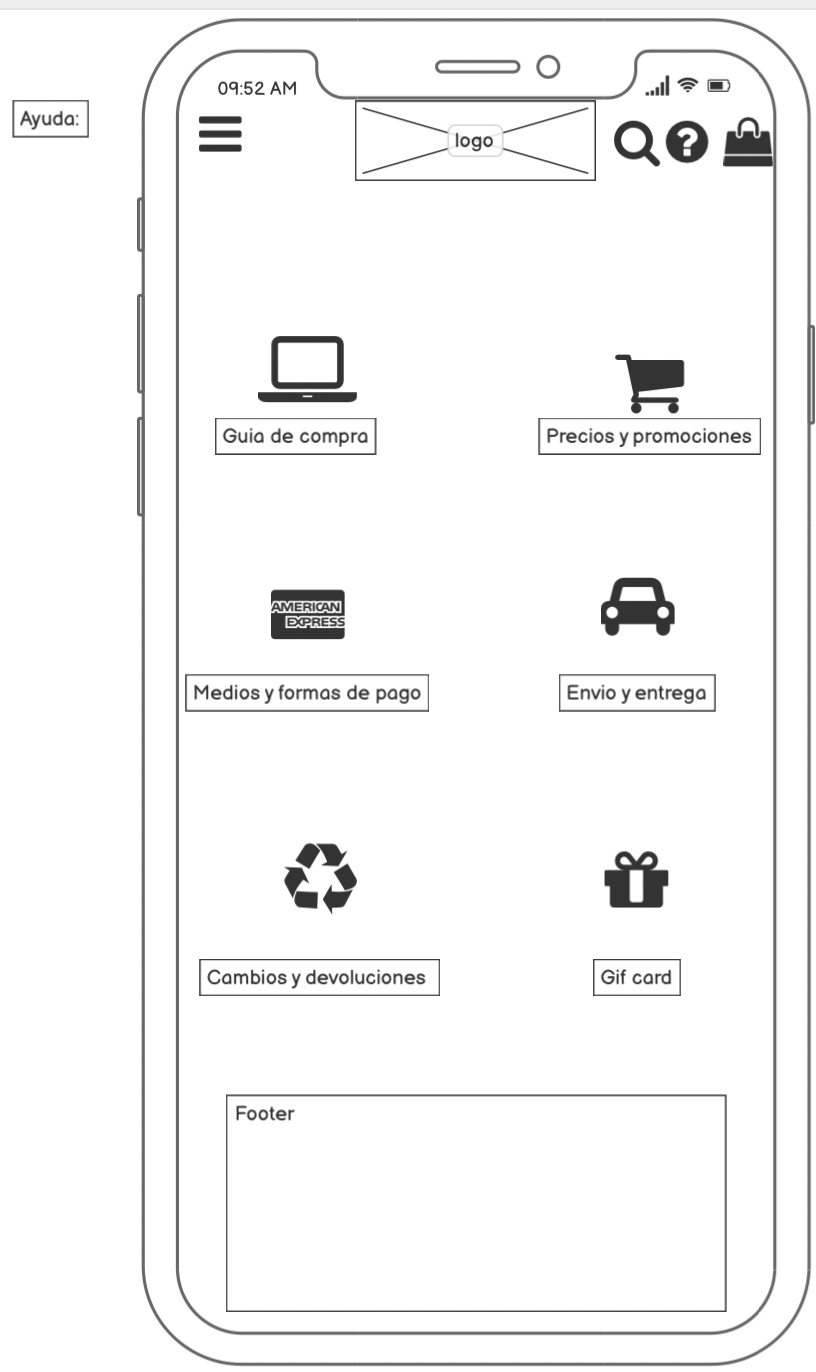 Ayuda:
09:52 AM
logo
Guia de compra
Precios y promociones
AMERICAN
EXPRESS
Medios y formas de pago
Envio y entrega
Cambios y devoluciones
Gif card
Footer